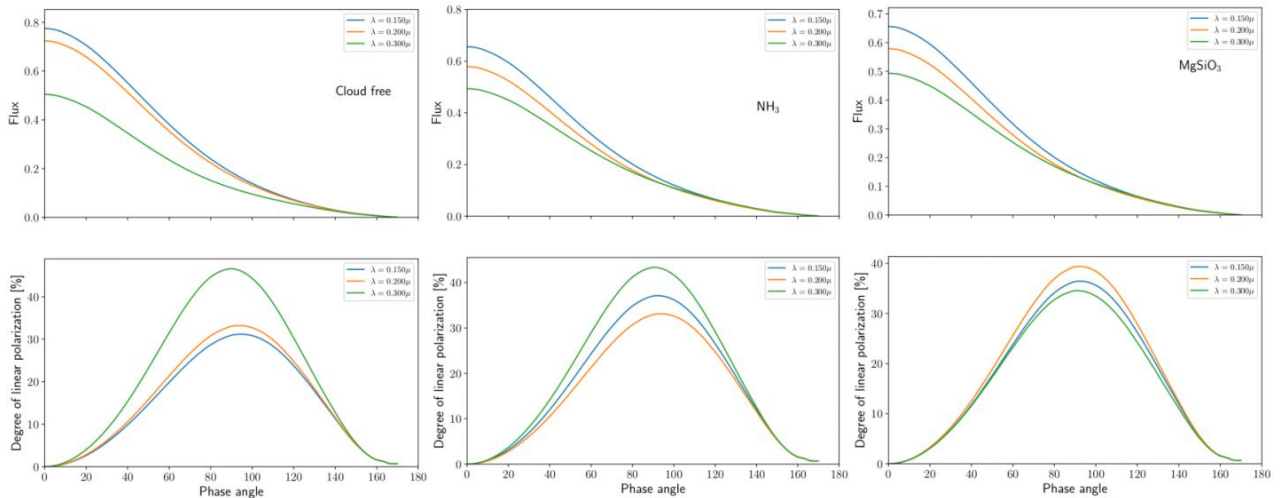 0.8
0.6
0.4
0.2
0.0
Flux
λ = 0.150μ
λ = 0.200μ
λ = 0.300μ
Cloud free
0.8
0.6
0.4
0.2
0.0
Flux
λ = 0.150μ
λ = 0.200μ
λ = 0.300μ
NH₃
0.7
0.6
0.5
0.4
0.3
0.2
0.1
0.0
Flux
λ = 0.150μ
λ = 0.200μ
λ = 0.300μ
MgSiO₃
40
30
20
10
0
Degree of linear polarization [%]
λ = 0.150μ
λ = 0.200μ
λ = 0.300μ
0 20 40 60 80 100 120 140 160 180
Phase angle
40
30
20
10
0
Degree of linear polarization [%]
λ = 0.150μ
λ = 0.200μ
λ = 0.300μ
0 20 40 60 80 100 120 140 160 180
Phase angle
40
30
20
10
0
Degree of linear polarization [%]
λ = 0.150μ
λ = 0.200μ
λ = 0.300μ
0 20 40 60 80 100 120 140 160 180
Phase angle